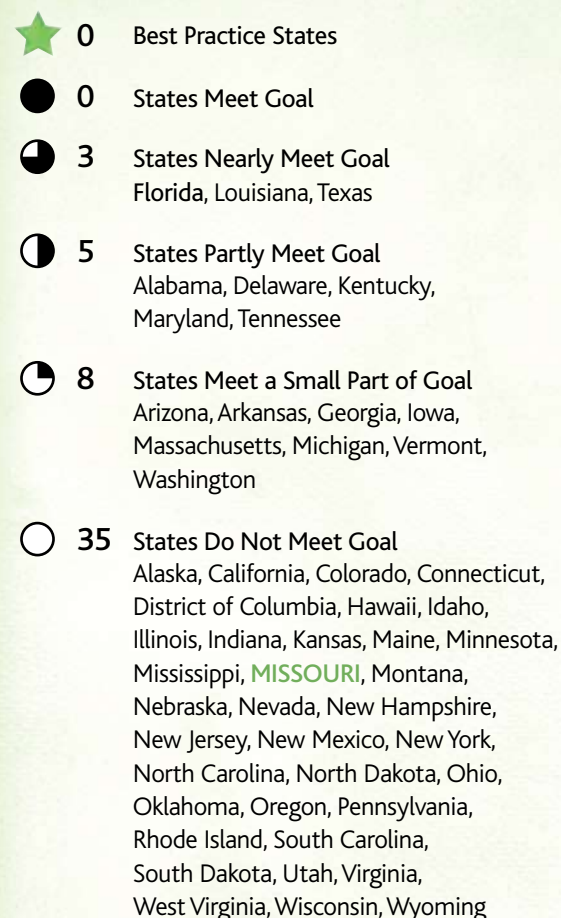 0 Best Practice States
0 States Meet Goal
3 States Nearly Meet Goal
Florida, Louisiana, Texas
5 States Partly Meet Goal
Alabama, Delaware, Kentucky,
Maryland, Tennessee
8 States Meet a Small Part of Goal
Arizona, Arkansas, Georgia, Iowa,
Massachusetts, Michigan, Vermont,
Washington
35 States Do Not Meet Goal
Alaska, California, Colorado, Connecticut,
District of Columbia, Hawaii, Idaho,
Illinois, Indiana, Kansas, Maine, Minnesota,
Mississippi, MISSOURI, Montana,
Nebraska, Nevada, New Hampshire,
New Jersey, New Mexico, New York,
North Carolina, North Dakota, Ohio,
Oklahoma, Oregon, Pennsylvania,
Rhode Island, South Carolina,
South Dakota, Utah, Virginia,
West Virginia, Wisconsin, Wyoming